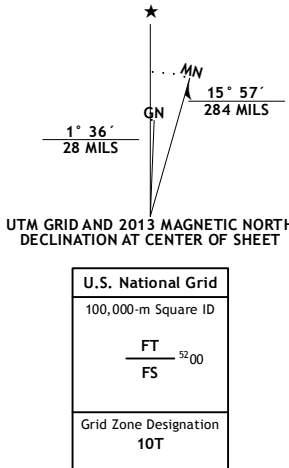 ★
MN
GN
15° 57´
284 MILS
1° 36´
28 MILS
UTM GRID AND 2013 MAGNETIC NORTH
DECLINATION AT CENTER OF SHEET
U.S. National Grid
100,000-m Square ID
FT
5200
FS
Grid Zone Designation
10T